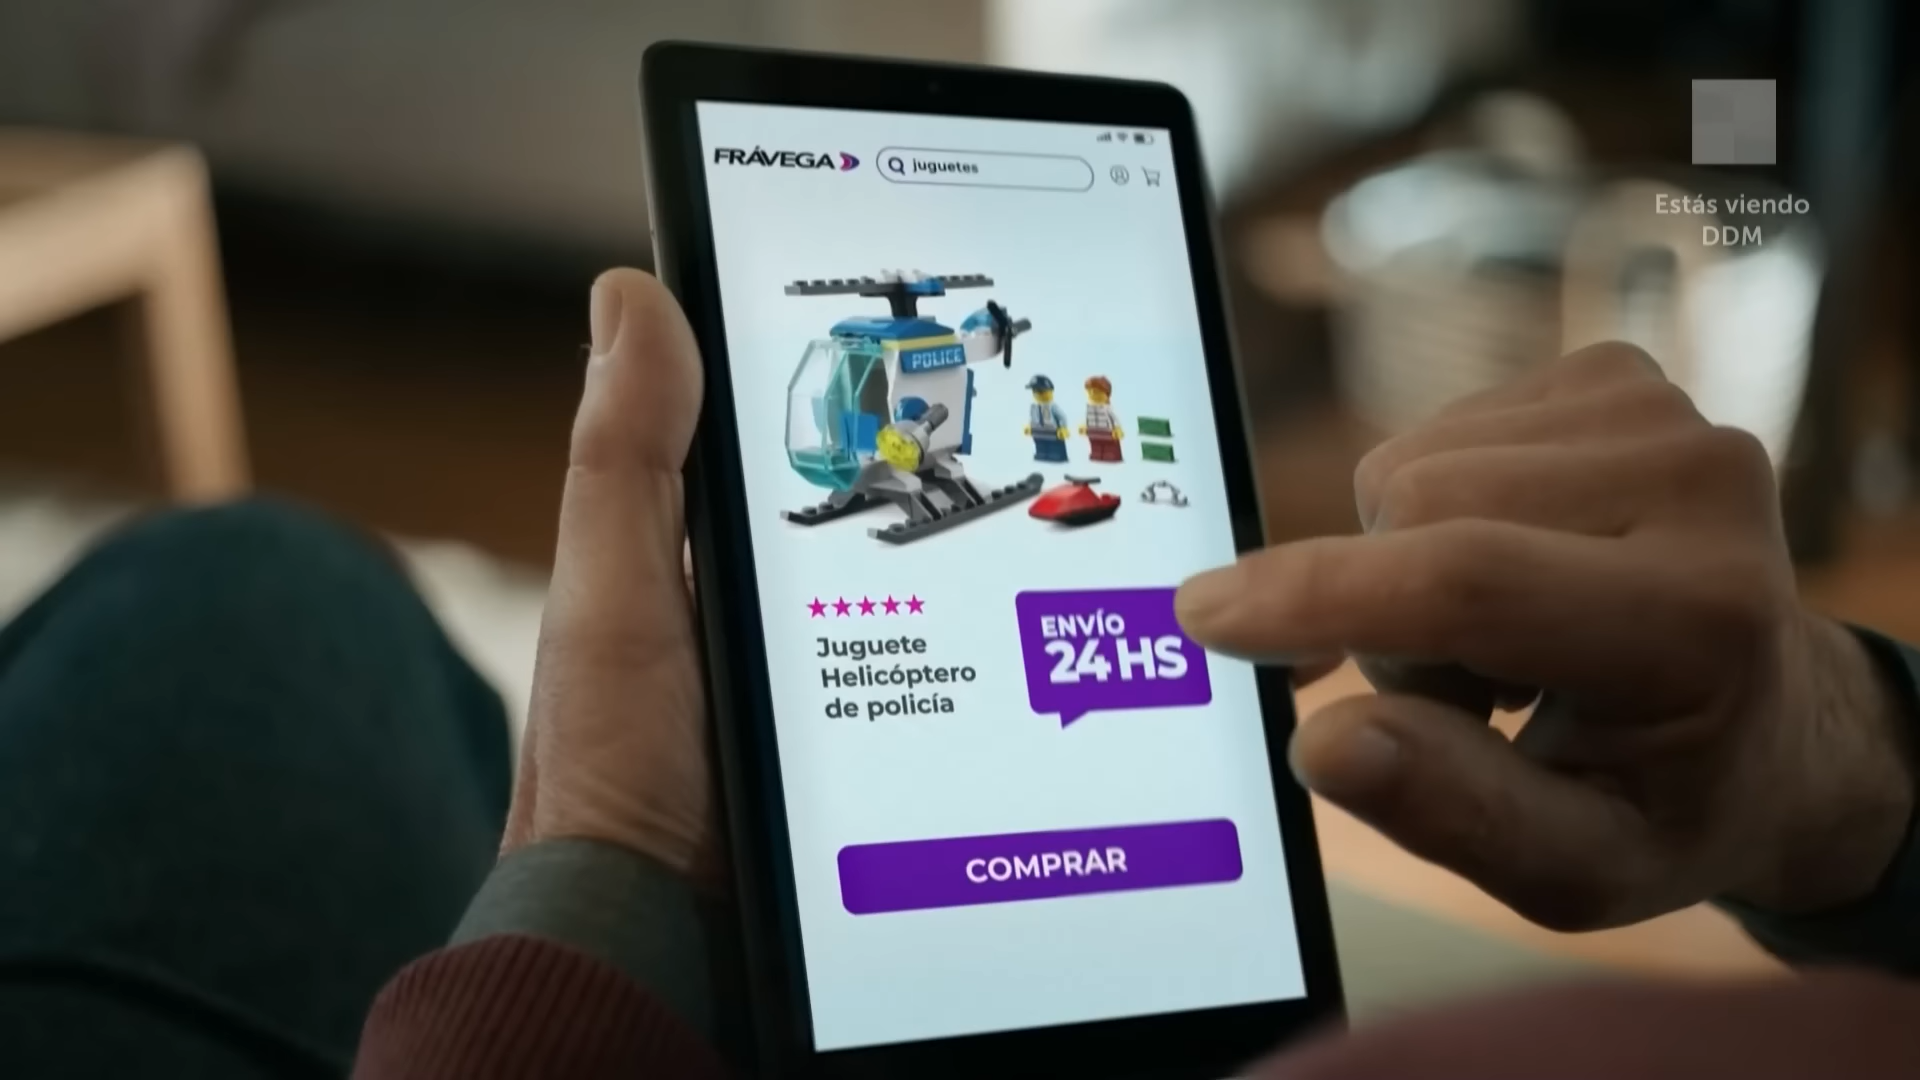 FRÁVEGA
juguetes
Estás viendo
DDM
POLICE
★★★★★
Juguete
Helicóptero
de policía
ENVÍO
24 HS
COMPRAR